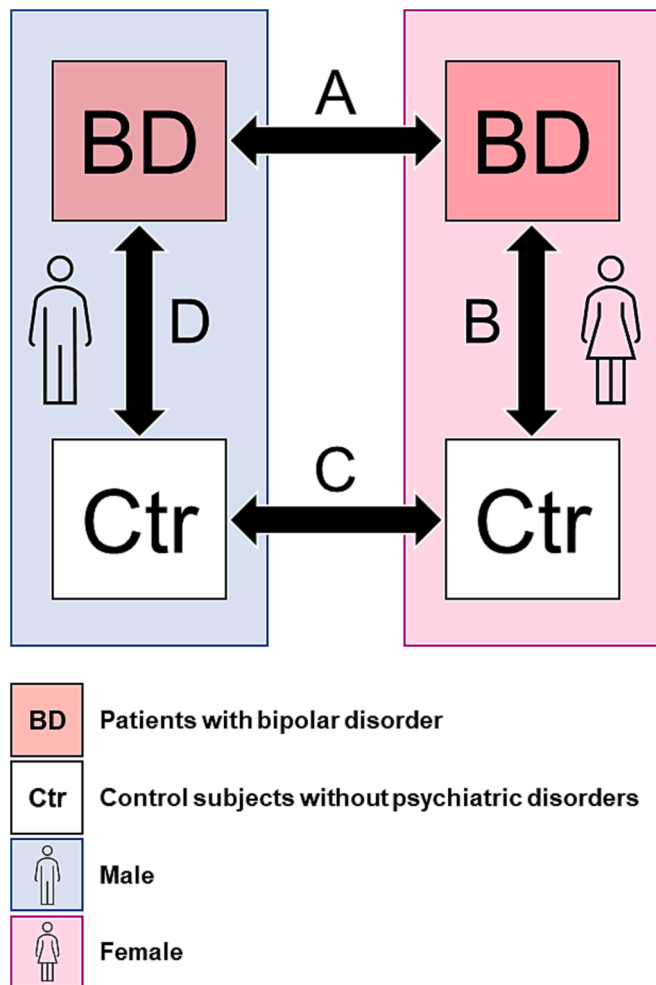 A
BD
BD
D
B
Ctr
C
Ctr
BD Patients with bipolar disorder
Ctr Control subjects without psychiatric disorders
Male
Female